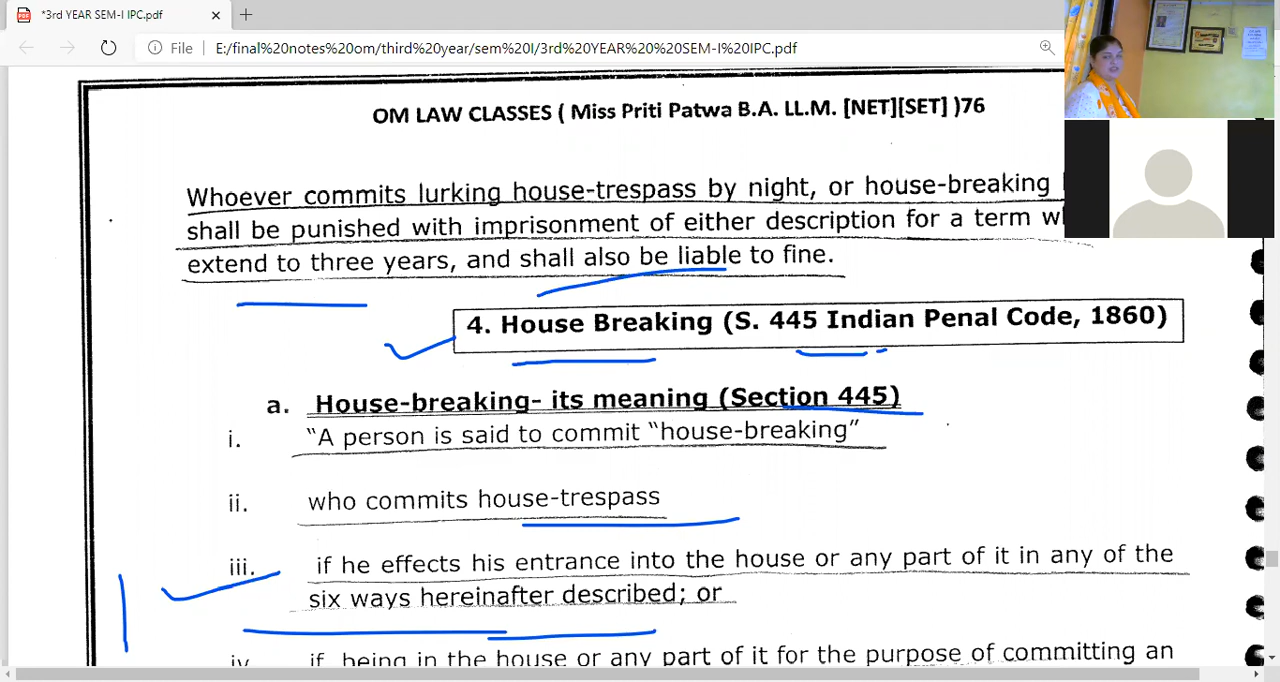 *3rd YEAR SEM-I IPC.pdf
File E:/final%20notes%20om/third%20year/sem%20I/3rd%20YEAR%20%20SEM-I%20IPC.pdf
OM LAW CLASSES ( Miss Priti Patwa B.A. LL.M. [NET][SET] )76
Whoever commits lurking house-trespass by night, or house-breaking
shall be punished with imprisonment of either description for a term
extend to three years, and shall also be liable to fine.
4. House Breaking (S. 445 Indian Penal Code, 1860)
a. House-breaking- its meaning (Section 445)
i. "A person is said to commit "house-breaking"
ii. who commits house-trespass
iii. if he effects his entrance into the house or any part of it in any of the
six ways hereinafter described; or
iv if, being in the house or any part of it for the purpose of committing an